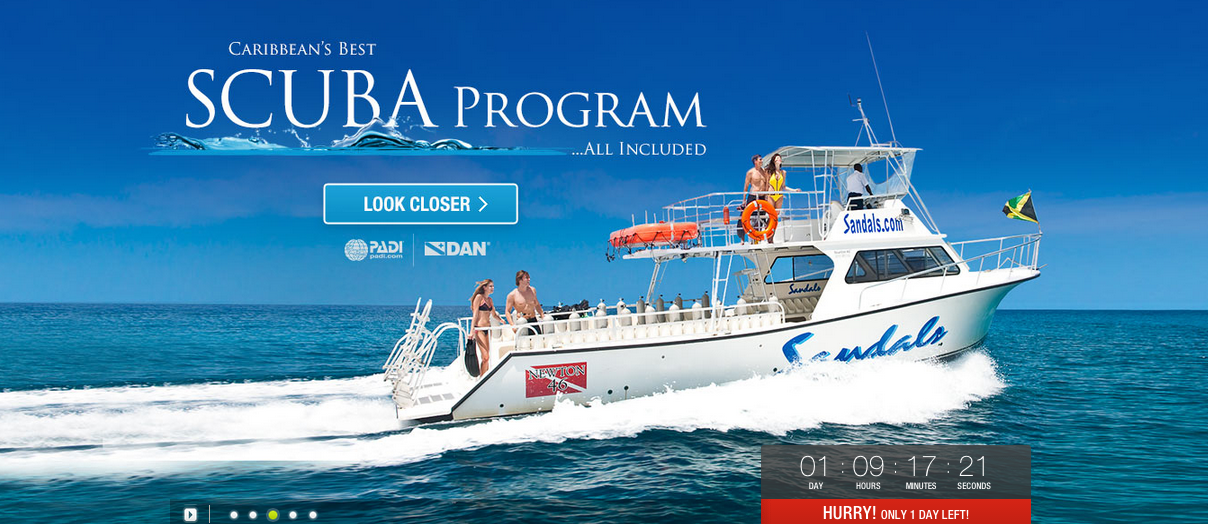 CARIBBEAN'S BEST
SCUBA PROGRAM
...ALL INCLUDED
LOOK CLOSER >
PADI
padi.com
DAN®
Sandals.com
Sandals
Sandals
NEWTON
46
01 : 09 : 17 : 21
DAY HOURS MINUTES SECONDS
HURRY! ONLY 1 DAY LEFT!